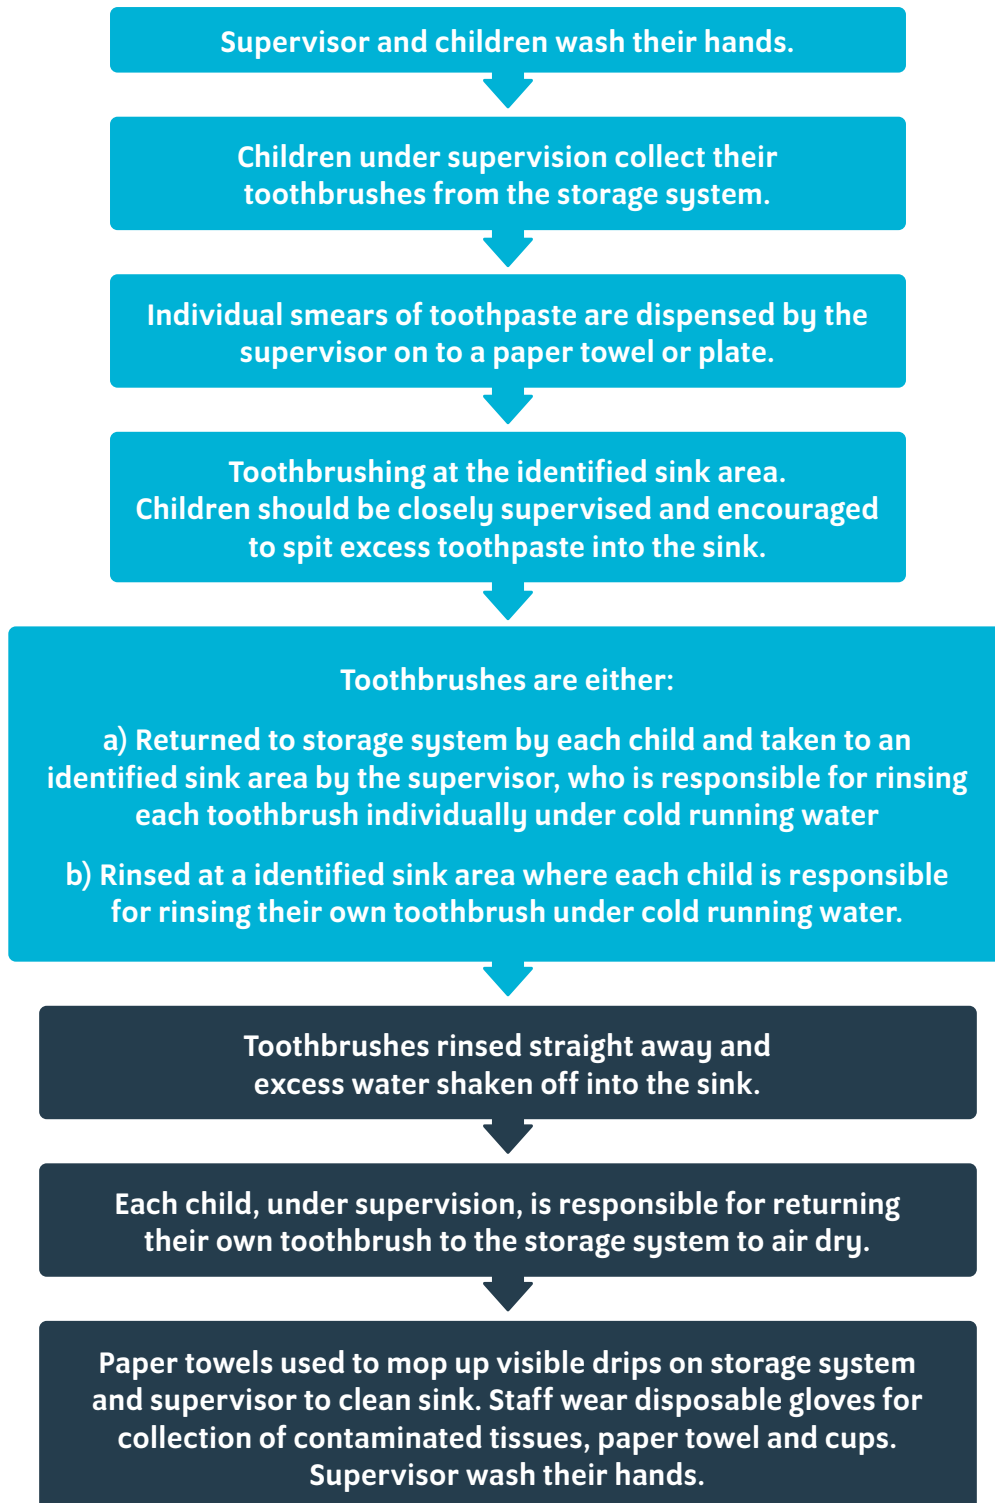 Supervisor and children wash their hands.
Children under supervision collect their
toothbrushes from the storage system.
Individual smears of toothpaste are dispensed by the
supervisor on to a paper towel or plate.
Toothbrushing at the identified sink area.
Children should be closely supervised and encouraged
to spit excess toothpaste into the sink.
Toothbrushes are either:
a) Returned to storage system by each child and taken to an
identified sink area by the supervisor, who is responsible for rinsing
each toothbrush individually under cold running water
b) Rinsed at a identified sink area where each child is responsible
for rinsing their own toothbrush under cold running water.
Toothbrushes rinsed straight away and
excess water shaken off into the sink.
Each child, under supervision, is responsible for returning
their own toothbrush to the storage system to air dry.
Paper towels used to mop up visible drips on storage system
and supervisor to clean sink. Staff wear disposable gloves for
collection of contaminated tissues, paper towel and cups.
Supervisor wash their hands.